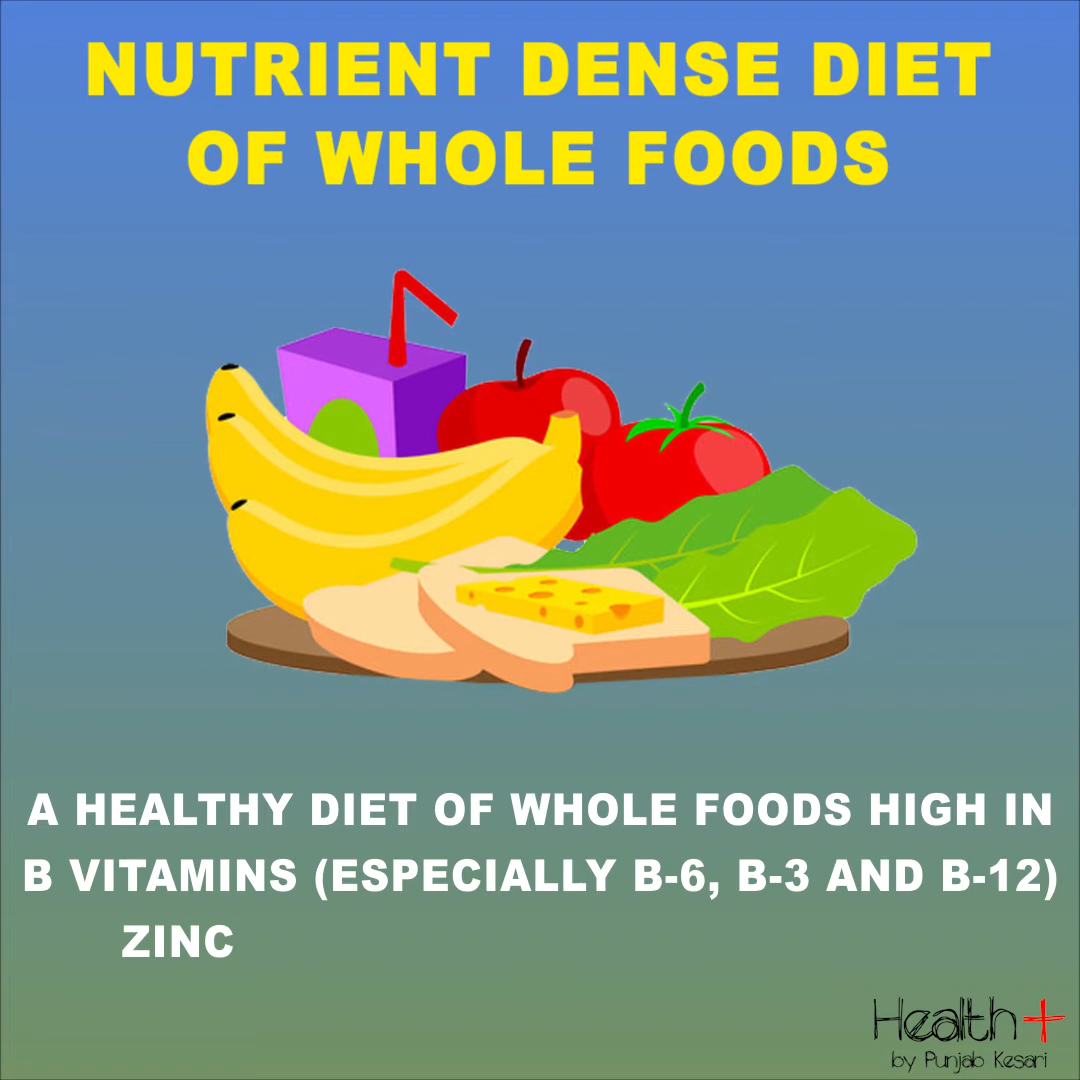 NUTRIENT DENSE DIET
OF WHOLE FOODS
A HEALTHY DIET OF WHOLE FOODS HIGH IN
B VITAMINS (ESPECIALLY B-6, B-3 AND B-12)
ZINC
Health+
by Punjab Kesari